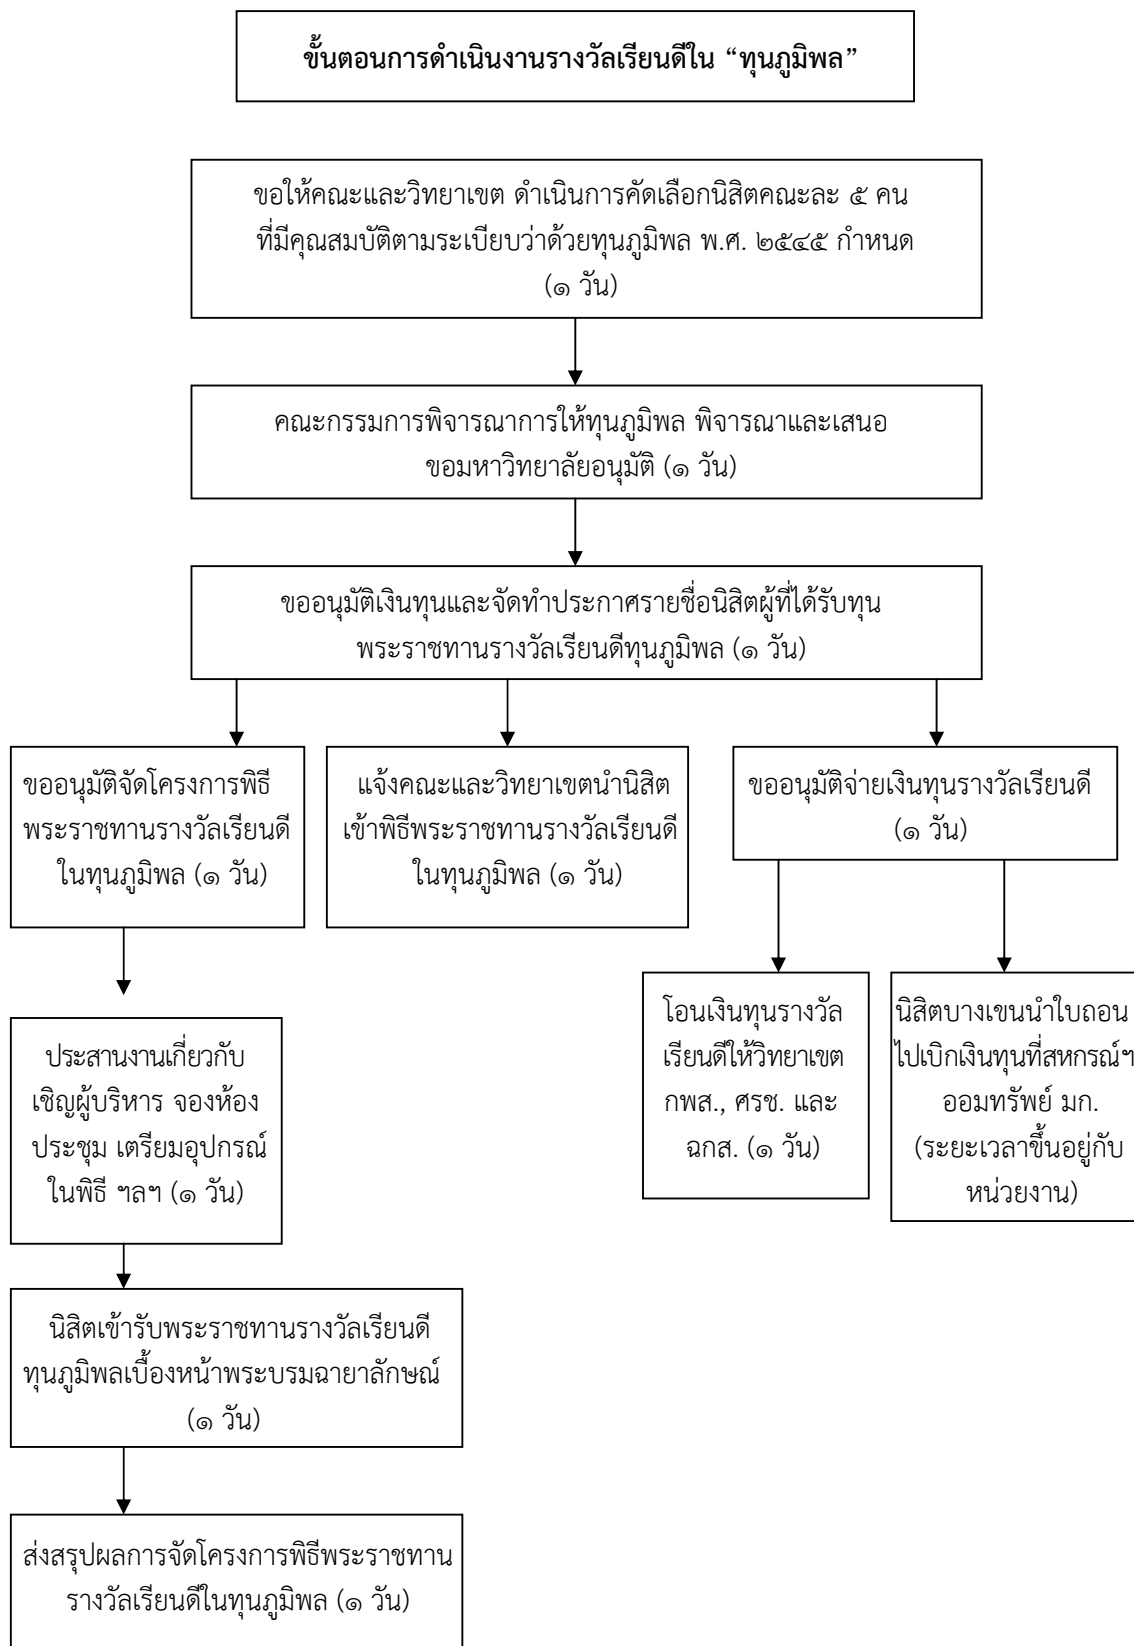 ขั้นตอนการดำเนินงานรางวัลเรียนดีใน “ทุนภูมิพล”
ขอให้คณะและวิทยาเขต ดำเนินการคัดเลือกนิสิตคณะละ ๕ คน
ที่มีคุณสมบัติตามระเบียบว่าด้วยทุนภูมิพล พ.ศ. ๒๕๔๕ กำหนด
(๑ วัน)
คณะกรรมการพิจารณาการให้ทุนภูมิพล พิจารณาและเสนอ
ขอมหาวิทยาลัยอนุมัติ (๑ วัน)
ขออนุมัติเงินทุนและจัดทำประกาศรายชื่อนิสิตผู้ที่ได้รับทุน
พระราชทานรางวัลเรียนดีทุนภูมิพล (๑ วัน)
ขออนุมัติจัดโครงการพิธี
พระราชทานรางวัลเรียนดี
ในทุนภูมิพล (๑ วัน)
แจ้งคณะและวิทยาเขตนำนิสิต
เข้าพิธีพระราชทานรางวัลเรียนดี
ในทุนภูมิพล (๑ วัน)
ขออนุมัติจ่ายเงินทุนรางวัลเรียนดี
(๑ วัน)
โอนเงินทุนรางวัล
เรียนดีให้วิทยาเขต
กพส., ศรช. และ
ฉกส. (๑ วัน)
นิสิตบางเขนนำใบถอน
ไปเบิกเงินทุนที่สหกรณ์ฯ
ออมทรัพย์ มก.
(ระยะเวลาขึ้นอยู่กับ
หน่วยงาน)
ประสานงานเกี่ยวกับ
เชิญผู้บริหาร จองห้อง
ประชุม เตรียมอุปกรณ์
ในพิธี ฯลฯ (๑ วัน)
นิสิตเข้ารับพระราชทานรางวัลเรียนดี
ทุนภูมิพลเบื้องหน้าพระบรมฉายาลักษณ์
(๑ วัน)
ส่งสรุปผลการจัดโครงการพิธีพระราชทาน
รางวัลเรียนดีในทุนภูมิพล (๑ วัน)